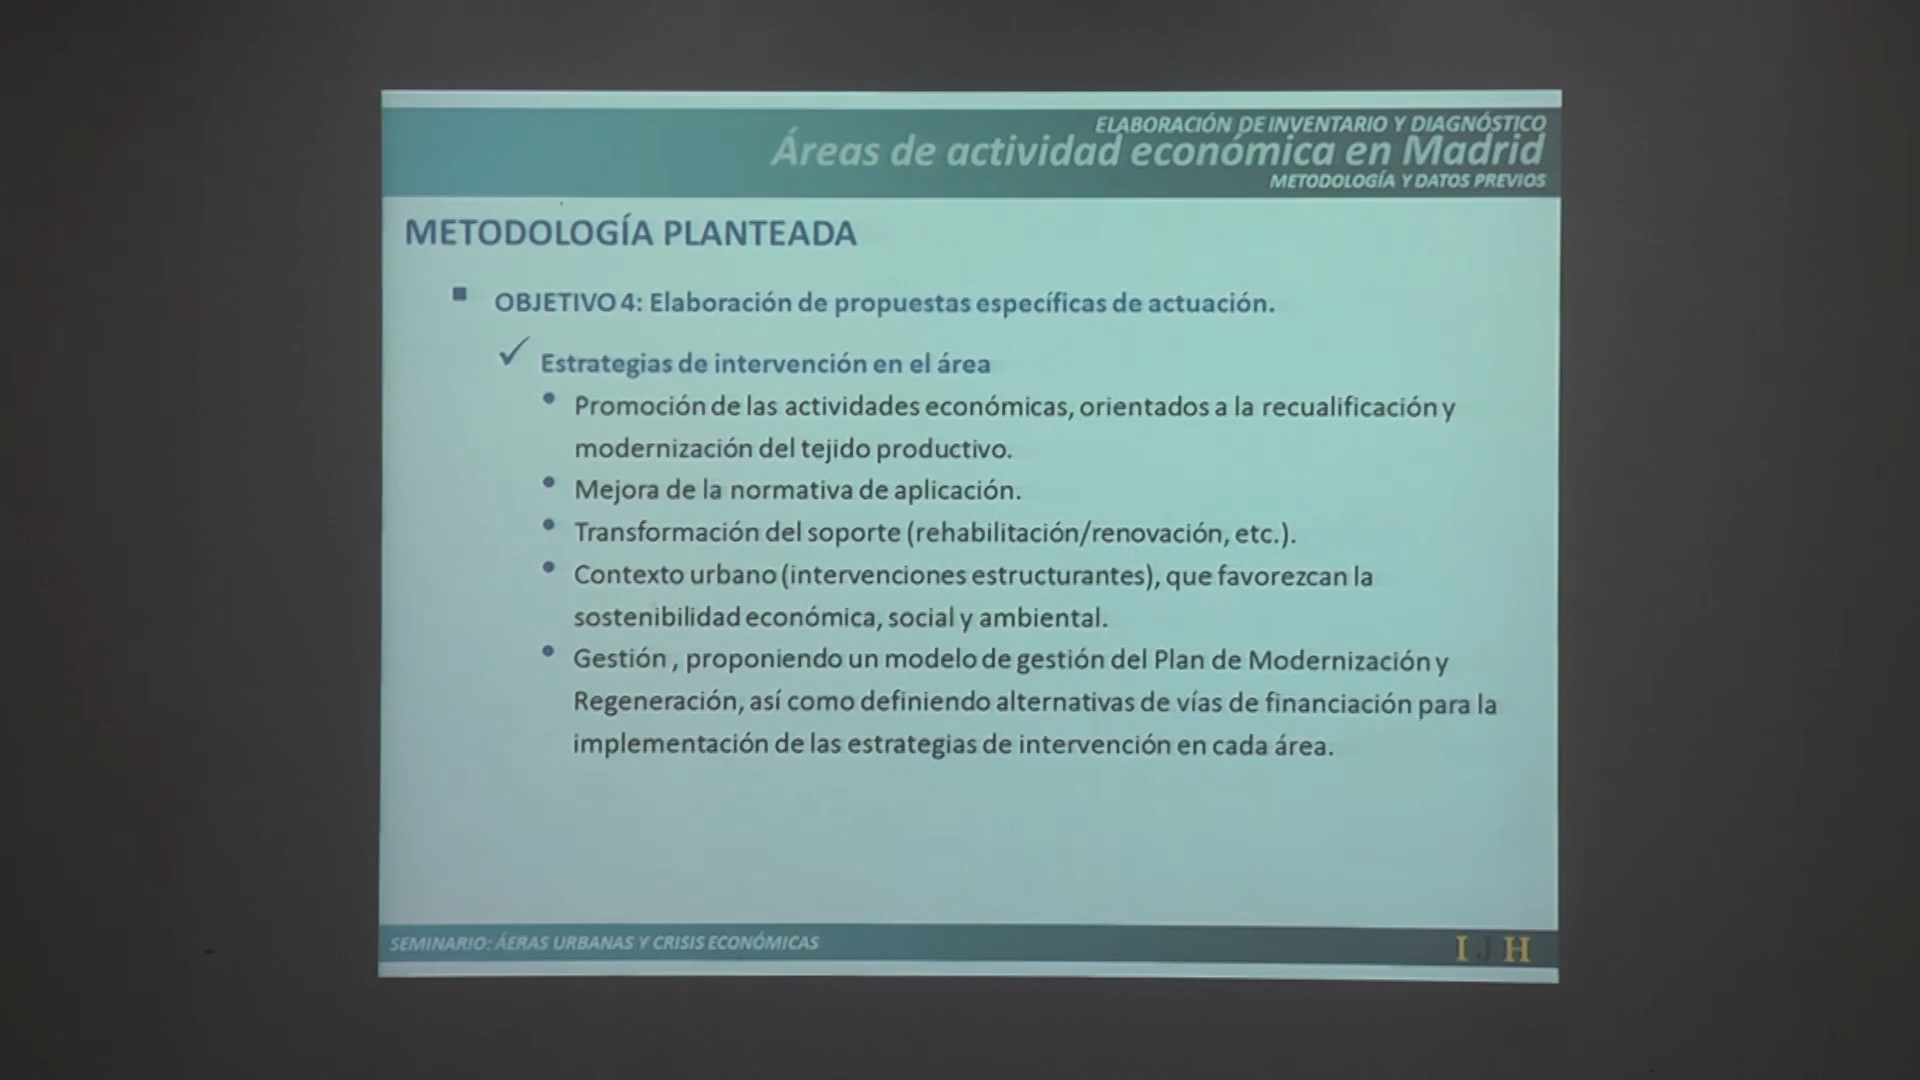 ELABORACIÓN DE INVENTARIO Y DIAGNÓSTICO
Áreas de actividad económica en Madrid
METODOLOGÍA Y DATOS PREVIOS
METODOLOGÍA PLANTEADA
OBJETIVO 4: Elaboración de propuestas específicas de actuación.
Estrategias de intervención en el área
Promoción de las actividades económicas, orientados a la recualificación y
modernización del tejido productivo.
Mejora de la normativa de aplicación.
Transformación del soporte (rehabilitación/renovación, etc.).
Contexto urbano (intervenciones estructurantes), que favorezcan la
sostenibilidad económica, social y ambiental.
Gestión , proponiendo un modelo de gestión del Plan de Modernización y
Regeneración, así como definiendo alternativas de vías de financiación para la
implementación de las estrategias de intervención en cada área.
SEMINARIO: ÁERAS URBANAS Y CRISIS ECONÓMICAS
I J H